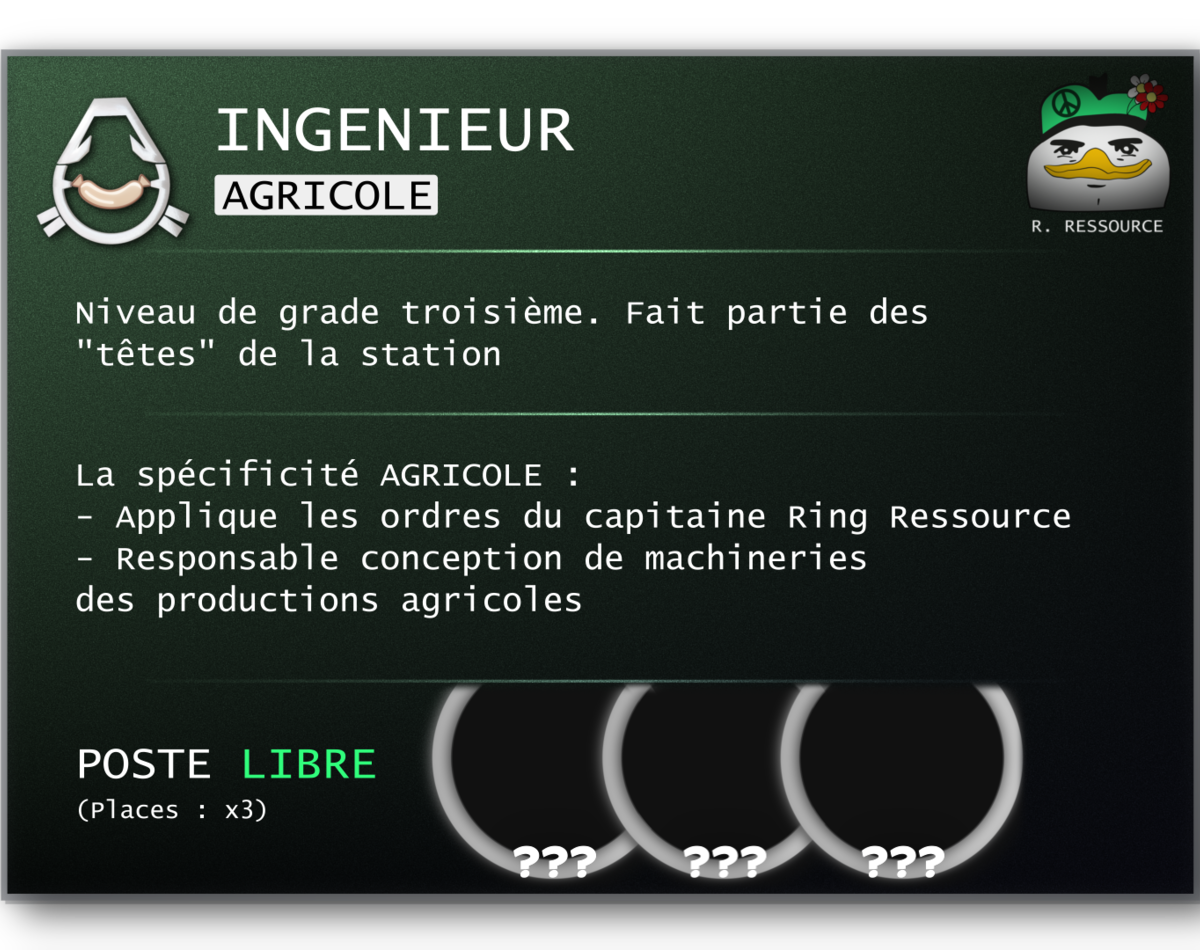 INGENIEUR
AGRICOLE
R. RESSOURCE
Niveau de grade troisième. Fait partie des
"têtes" de la station
La spécificité AGRICOLE :
- Applique les ordres du capitaine Ring Ressource
- Responsable conception de machineries
des productions agricoles
POSTE LIBRE
(Places : x3)
??? ??? ???